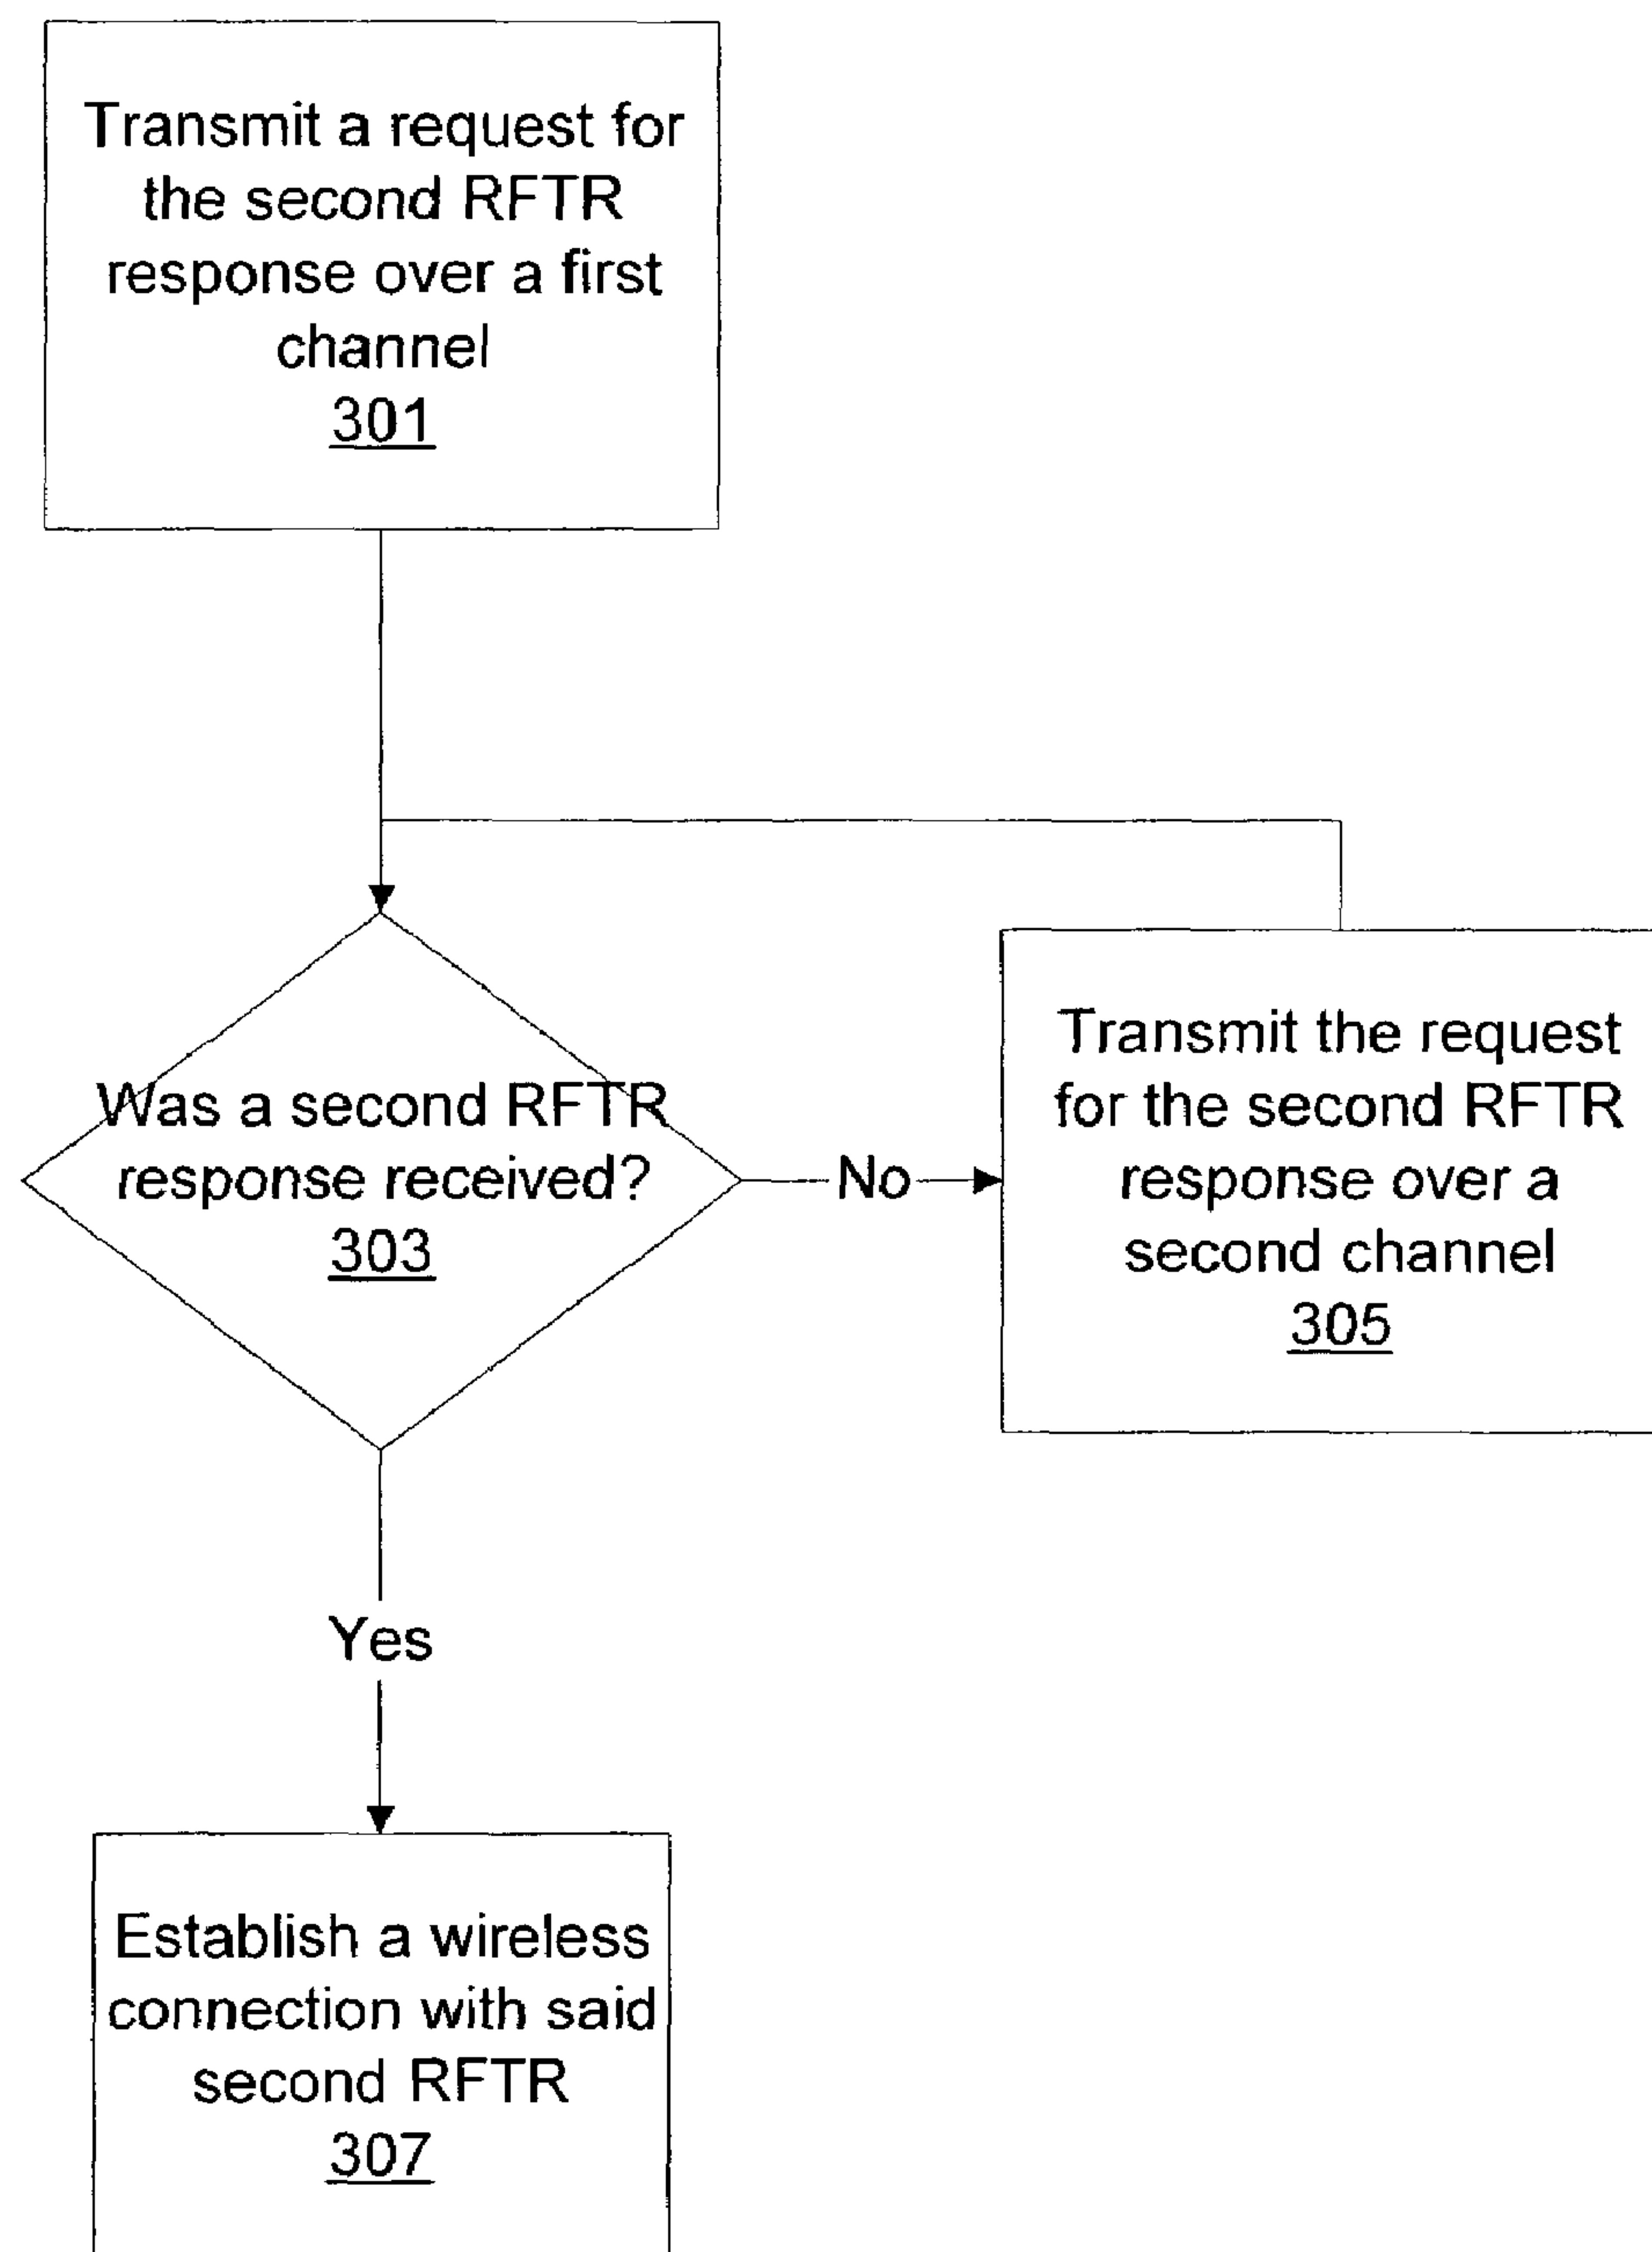 Transmit a request for
the second RFTR
response over a first
channel
301
Was a second RFTR
response received?
303
No
Transmit the request
for the second RFTR
response over a
second channel
305
Yes
Establish a wireless
connection with said
second RFTR
307